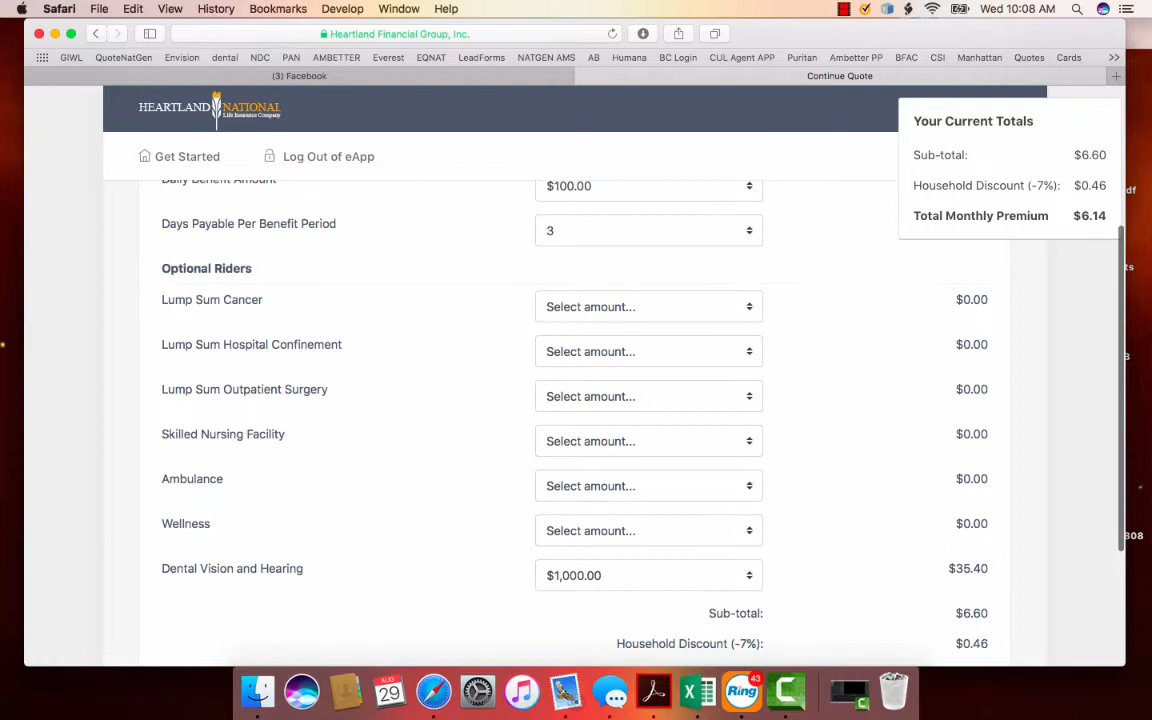 Safari File Edit View History Bookmarks Develop Window Help Wed 10:08 AM
Heartland Financial Group, Inc.
GIWL QuoteNatGen Envision dental NDC PAN AMBETTER Everest EQNAT LeadForms NATGEN AMS AB Humana BC Login CUL Agent APP Puritan Ambetter PP BFAC CSI Manhattan Quotes Cards >>
(3) Facebook Continue Quote +
HEARTLAND NATIONAL
Life Insurance Company
Your Current Totals
Sub-total: $6.60
Household Discount (-7%): $0.46
Total Monthly Premium $6.14
Get Started Log Out of eApp
Daily Benefit Amount $100.00
Days Payable Per Benefit Period 3
Optional Riders
Lump Sum Cancer Select amount... $0.00
Lump Sum Hospital Confinement Select amount... $0.00
Lump Sum Outpatient Surgery Select amount... $0.00
Skilled Nursing Facility Select amount... $0.00
Ambulance Select amount... $0.00
Wellness Select amount... $0.00
Dental Vision and Hearing $1,000.00 $35.40
Sub-total: $6.60
Household Discount (-7%): $0.46
df
ts
B
808
AUG
29
Ring
43